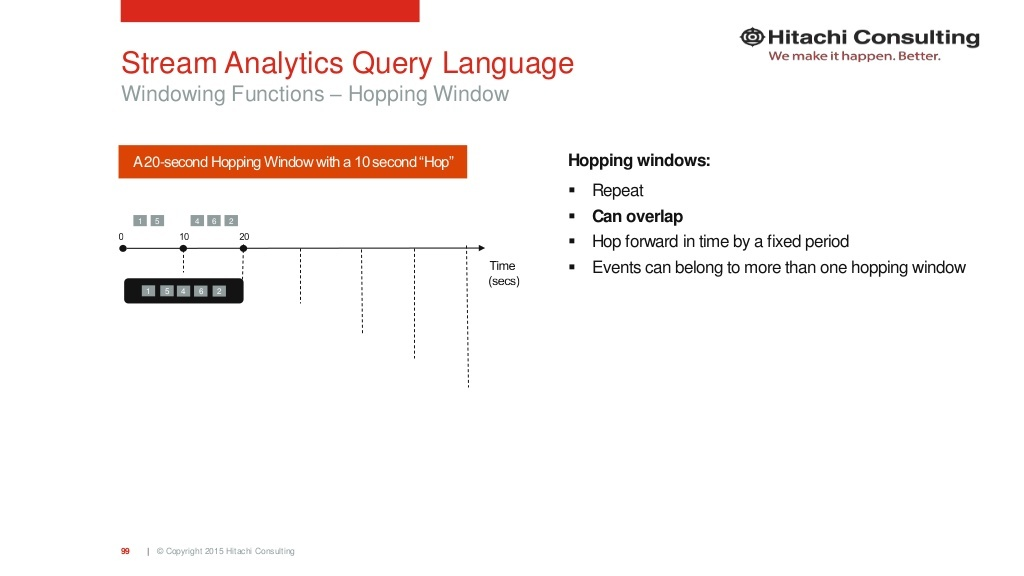 Hitachi Consulting
We make it happen. Better.
Stream Analytics Query Language
Windowing Functions – Hopping Window
A 20-second Hopping Window with a 10 second “Hop”
1 5 4 6 2
0 10 20
Time
(secs)
1 5 4 6 2
Hopping windows:
▪ Repeat
▪ Can overlap
▪ Hop forward in time by a fixed period
▪ Events can belong to more than one hopping window
99 | © Copyright 2015 Hitachi Consulting